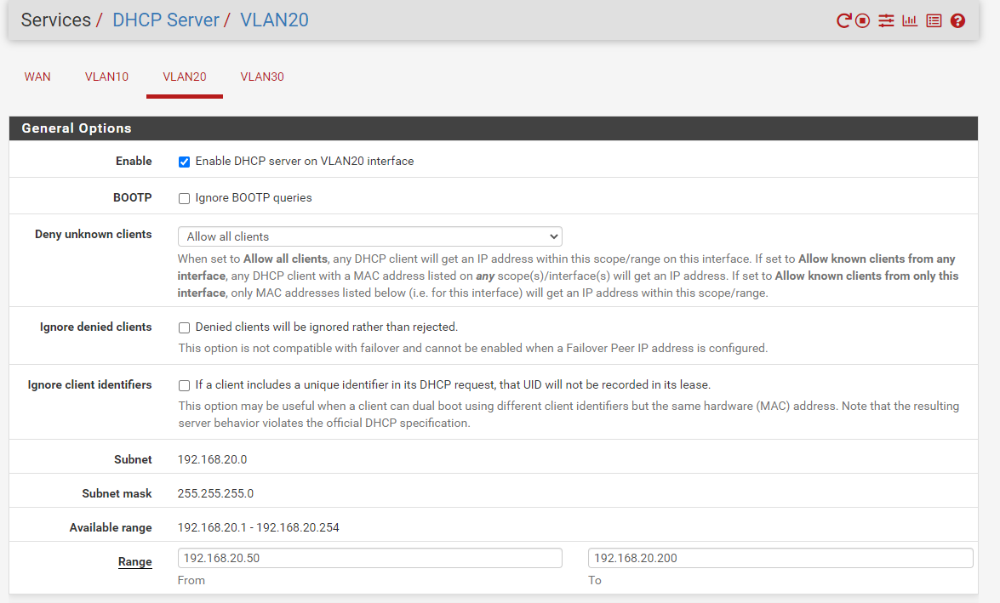 Services / DHCP Server / VLAN20
WAN VLAN10 VLAN20 VLAN30
General Options
Enable Enable DHCP server on VLAN20 interface
BOOTP Ignore BOOTP queries
Deny unknown clients Allow all clients
When set to Allow all clients, any DHCP client will get an IP address within this scope/range on this interface. If set to Allow known clients from any
interface, any DHCP client with a MAC address listed on any scope(s)/interface(s) will get an IP address. If set to Allow known clients from only this
interface, only MAC addresses listed below (i.e. for this interface) will get an IP address within this scope/range.
Ignore denied clients Denied clients will be ignored rather than rejected.
This option is not compatible with failover and cannot be enabled when a Failover Peer IP address is configured.
Ignore client identifiers If a client includes a unique identifier in its DHCP request, that UID will not be recorded in its lease.
This option may be useful when a client can dual boot using different client identifiers but the same hardware (MAC) address. Note that the resulting
server behavior violates the official DHCP specification.
Subnet 192.168.20.0
Subnet mask 255.255.255.0
Available range 192.168.20.1 - 192.168.20.254
Range 192.168.20.50 192.168.20.200
From To